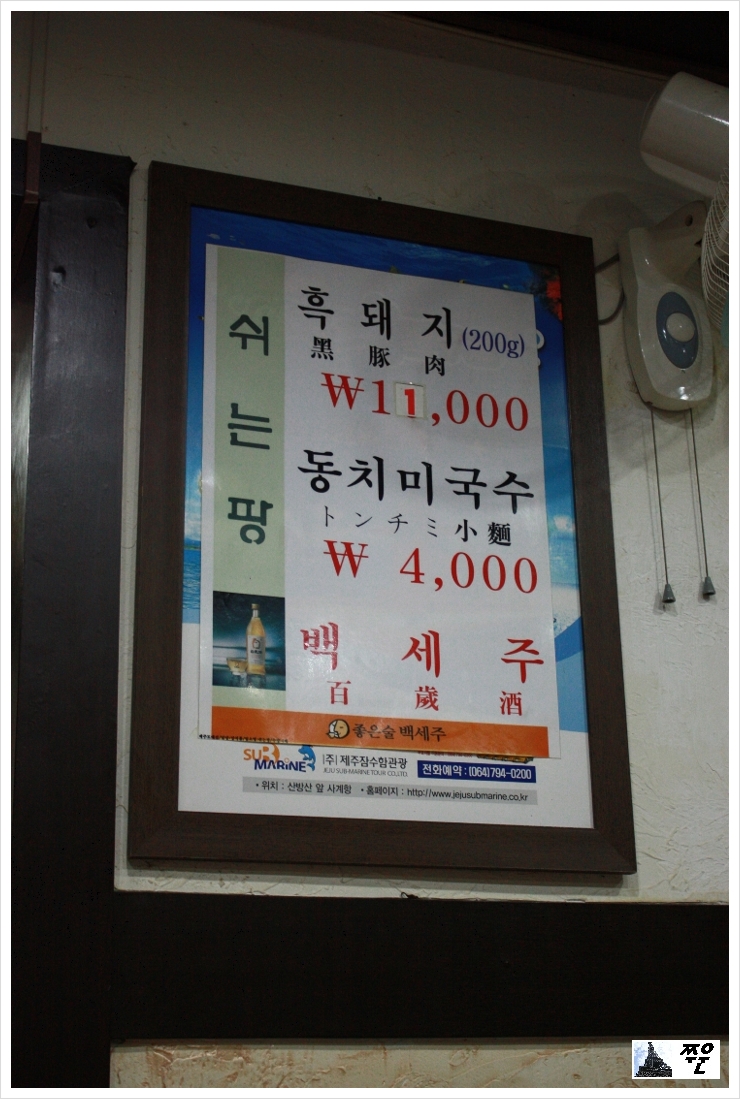 쉬는팡
흑돼지(200g)
黑豚肉
₩11,000
동치미국수
トンチミ小麵
₩ 4,000
백세주
百歲酒
좋은술 백세주
SUBMARINE
(주) 제주잠수함관광
JEJU SUB-MARINE TOUR CO.,LTD.
전화예약 : (064)794-0200
• 위치 : 산방산 앞 사계항 • 홈페이지 : http://www.jejusubmarine.co.kr
쭈운